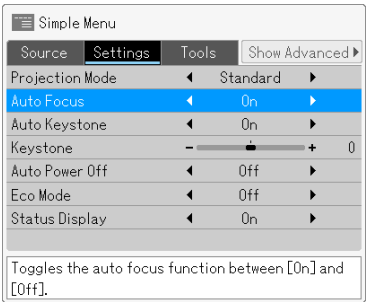 Simple Menu
Source Settings Tools Show Advanced
Projection Mode Standard
Auto Focus On
Auto Keystone On
Keystone - + 0
Auto Power Off Off
Eco Mode Off
Status Display On
Toggles the auto focus function between [On] and
[Off].